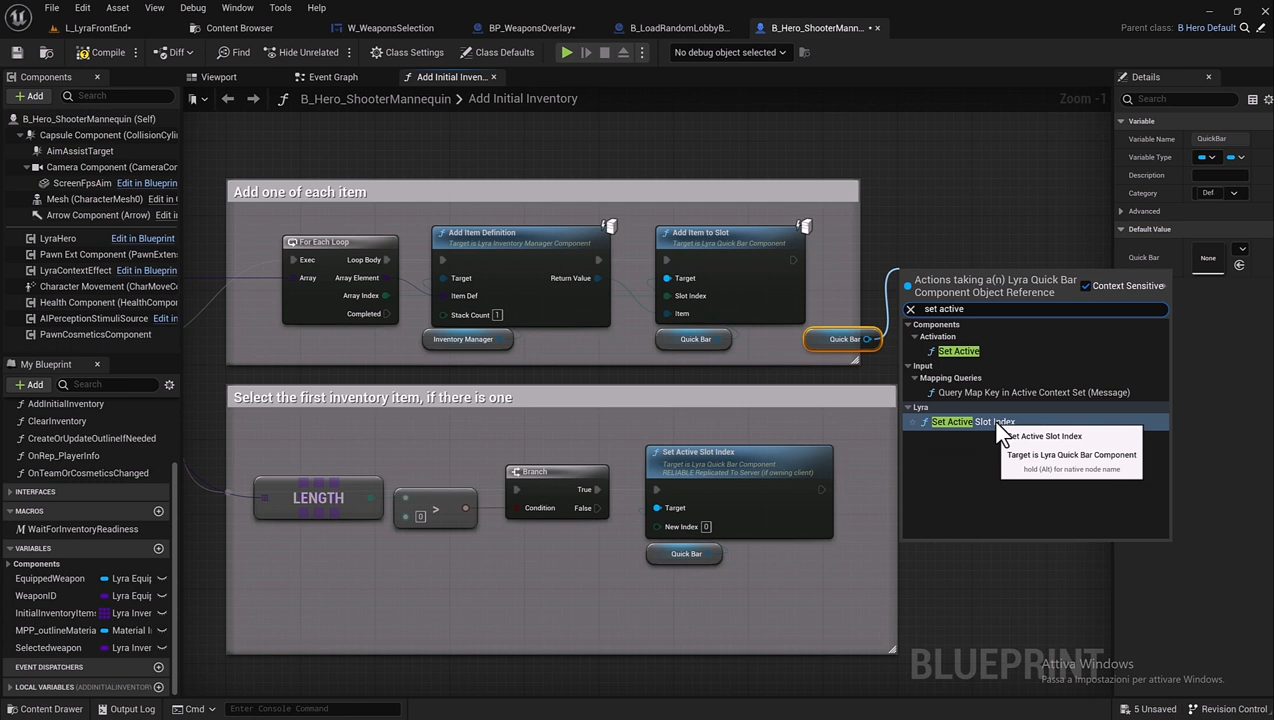 File Edit Asset View Debug Window Tools Help
L_LyraFrontEnd•
Content Browser
W_WeaponsSelection
BP_WeaponsOverlay•
B_LoadRandomLobbyB...
B_Hero_ShooterMann... •
Parent class: B Hero Default
Compile
Diff
Find
Hide Unrelated
Class Settings
Class Defaults
No debug object selected
Components
Viewport
Event Graph
Add Initial Inven...
Details
Add
Search
B_Hero_ShooterMannequin > Add Initial Inventory
Zoom -1
Search
B_Hero_ShooterMannequin (Self)
Capsule Component (CollisionCylin
AimAssistTarget
Camera Component (CameraCon
ScreenFpsAim Edit in Blueprint
Mesh (CharacterMesh0) Edit in C
Arrow Component (Arrow) Edit in
LyraHero Edit in Blueprint
Pawn Ext Component (PawnExten
LyraContextEffect Edit in Blueprint
Character Movement (CharacterMo
Health Component (HealthCompon
AIPerceptionStimuliSource Edit in
PawnCosmeticsComponent
My Blueprint
Add
Search
AddInitialInventory
ClearInventory
CreateOrUpdateOutlineIfNeeded
OnRep_PlayerInfo
OnTeamOrCosmeticsChanged
INTERFACES
MACROS
WaitForInventoryReadiness
VARIABLES
Components
EquippedWeapon Lyra Equip
WeaponID Lyra Equip
InitialInventoryItems Lyra Inver
MPP_outlineMateria Material I
Selectedweapon Lyra Inver
EVENT DISPATCHERS
LOCAL VARIABLES (ADDINITIALINVENTORY)
Add one of each item
For Each Loop
Exec Loop Body
Array Array Element
Array Index
Completed
Add Item Definition
Target is Lyra Inventory Manager Component
Target Return Value
Item Def
Stack Count 1
Inventory Manager
Add Item to Slot
Target is Lyra Quick Bar Component
Target
Slot Index
Item
Quick Bar
Quick Bar
Select the first inventory item, if there is one
LENGTH
> 0
Branch
True
Condition False
Set Active Slot Index
Target is Lyra Quick Bar Component
RELIABLE Replicated To Server (if owning client)
Target
New Index 0
Quick Bar
Actions taking a(n) Lyra Quick Bar
Component Object Reference
Context Sensitive
set active
Components
Activation
Set Active
Input
Mapping Queries
Query Map Key in Active Context Set (Message)
Lyra
Set Active Slot Index
Set Active Slot Index
Target is Lyra Quick Bar Component
hold (Alt) for native node name
Variable
Variable Name QuickBar
Variable Type
Description
Category Def
Advanced
Default Value
Quick Bar None
BLUEPRINT
Attiva Windows
Passa a Impostazioni per attivare Windows.
Content Drawer
Output Log
Cmd
Enter Console Command
5 Unsaved
Revision Control